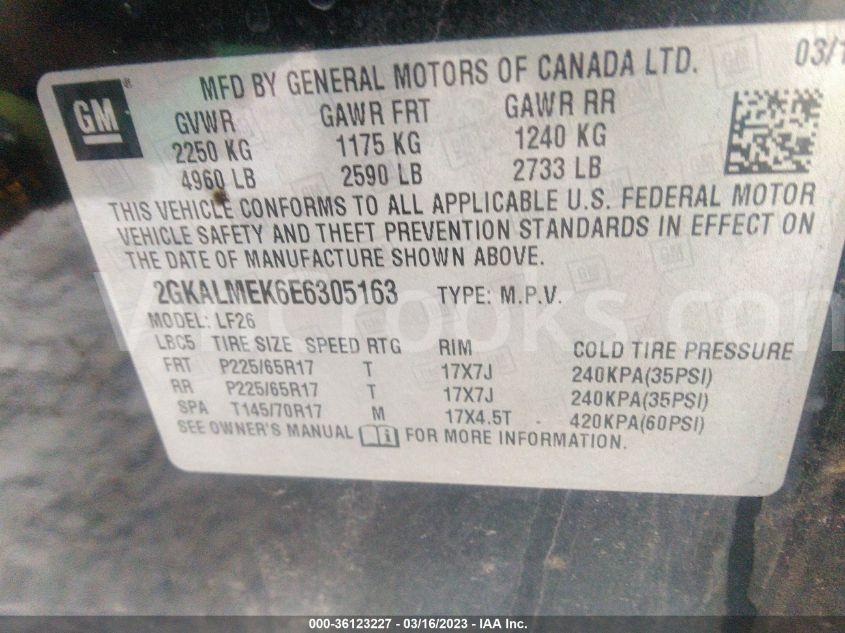 GM ®
MFD BY GENERAL MOTORS OF CANADA LTD. 03/1
GVWR GAWR FRT GAWR RR
2250 KG 1175 KG 1240 KG
4960 LB 2590 LB 2733 LB
THIS VEHICLE CONFORMS TO ALL APPLICABLE U.S. FEDERAL MOTOR
VEHICLE SAFETY AND THEFT PREVENTION STANDARDS IN EFFECT ON
THE DATE OF MANUFACTURE SHOWN ABOVE.
2GKALMEK6E6305163 TYPE: M.P.V.
MODEL: LF26
LBC5 TIRE SIZE SPEED RTG RIM COLD TIRE PRESSURE
FRT P225/65R17 T 17X7J 240KPA(35PSI)
RR P225/65R17 T 17X7J 240KPA(35PSI)
SPA T145/70R17 M 17X4.5T - 420KPA(60PSI)
SEE OWNER'S MANUAL i FOR MORE INFORMATION.
000-36123227 - 03/16/2023 - IAA Inc.